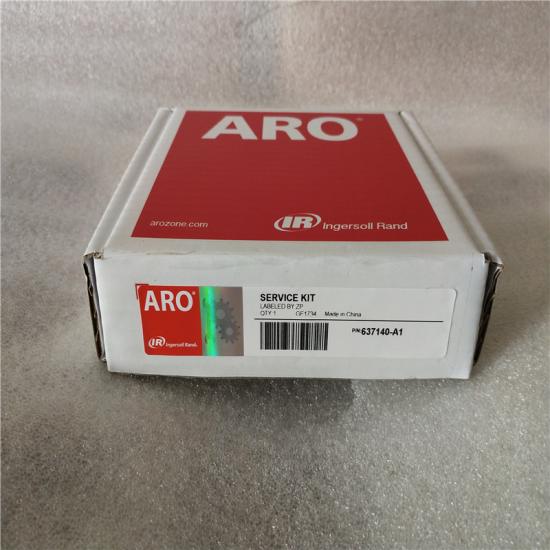 ARO®
arozone.com
IR Ingersoll Rand
ARO®
IR Ingersoll Rand.
SERVICE KIT
LABELED BY ZP
QTY 1 GF1734 Made in China
P/N 637140-A1